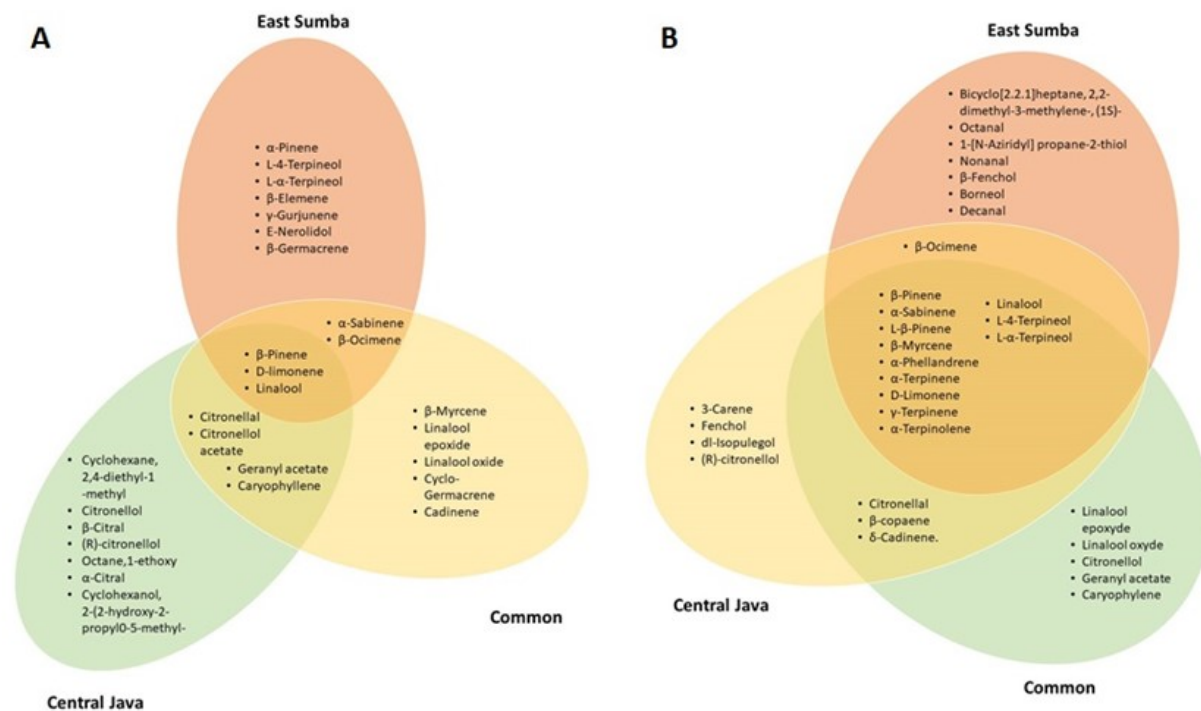 A
East Sumba
• α-Pinene
• L-4-Terpineol
• L-α-Terpineol
• β-Elemene
• γ-Gurjunene
• E-Nerolidol
• β-Germacrene
• α-Sabinene
• β-Ocimene
• β-Pinene
• D-limonene
• Linalool
• Citronellal
• Citronellol
acetate
• Geranyl acetate
• Caryophyllene
• β-Myrcene
• Linalool
epoxide
• Linalool oxide
• Cyclo-
Germacrene
• Cadinene
• Cyclohexane,
2,4-diethyl-1
-methyl
• Citronellol
• β-Citral
• (R)-citronellol
• Octane,1-ethoxy
• α-Citral
• Cyclohexanol,
2-(2-hydroxy-2-
propyl0-5-methyl-
Common
Central Java
B
East Sumba
• Bicyclo[2.2.1]heptane, 2,2-
dimethyl-3-methylene-, (1S)-
• Octanal
• 1-[N-Aziridyl] propane-2-thiol
• Nonanal
• β-Fenchol
• Borneol
• Decanal
• β-Ocimene
• β-Pinene
• α-Sabinene
• L-β-Pinene
• β-Myrcene
• α-Phellandrene
• α-Terpinene
• D-Limonene
• γ-Terpinene
• α-Terpinolene
• Linalool
• L-4-Terpineol
• L-α-Terpineol
• 3-Carene
• Fenchol
• dl-Isopulegol
• (R)-citronellol
• Citronellal
• β-copaene
• δ-Cadinene.
• Linalool
epoxyde
• Linalool oxyde
• Citronellol
• Geranyl acetate
• Caryophylene
Central Java
Common